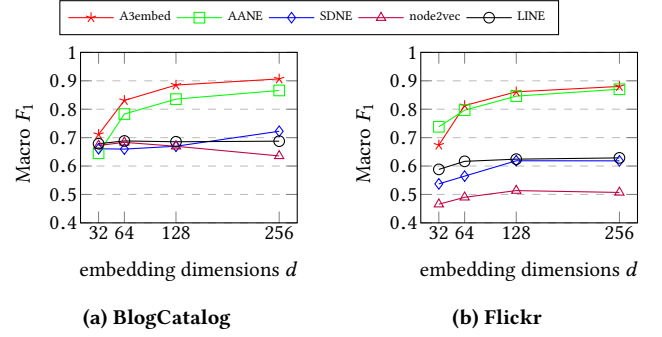 A3embed AANE SDNE node2vec LINE
1
0.9
0.8
0.7
0.6
0.5
0.4
32 64 128 256
Macro F1
embedding dimensions d
(a) BlogCatalog
1
0.9
0.8
0.7
0.6
0.5
0.4
32 64 128 256
Macro F1
embedding dimensions d
(b) Flickr